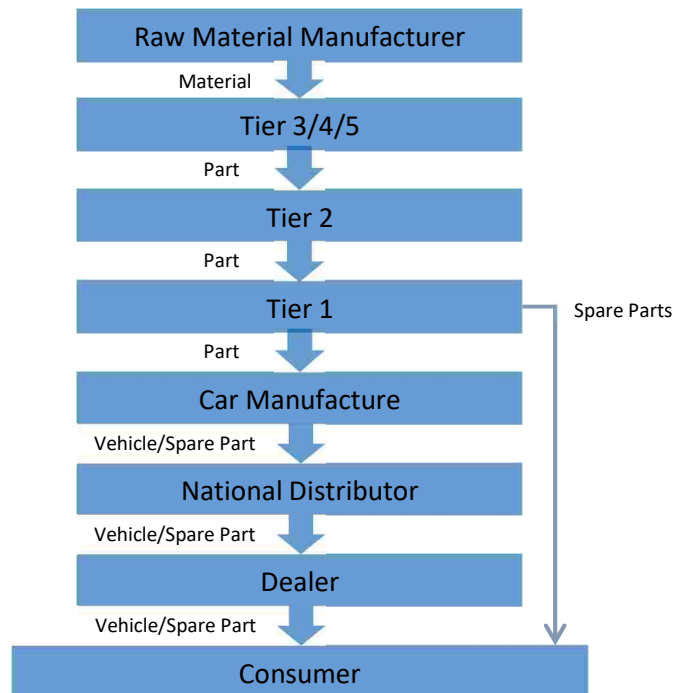 Raw Material Manufacturer
Material
Tier 3/4/5
Part
Tier 2
Part
Tier 1
Spare Parts
Part
Car Manufacture
Vehicle/Spare Part
National Distributor
Vehicle/Spare Part
Dealer
Vehicle/Spare Part
Consumer